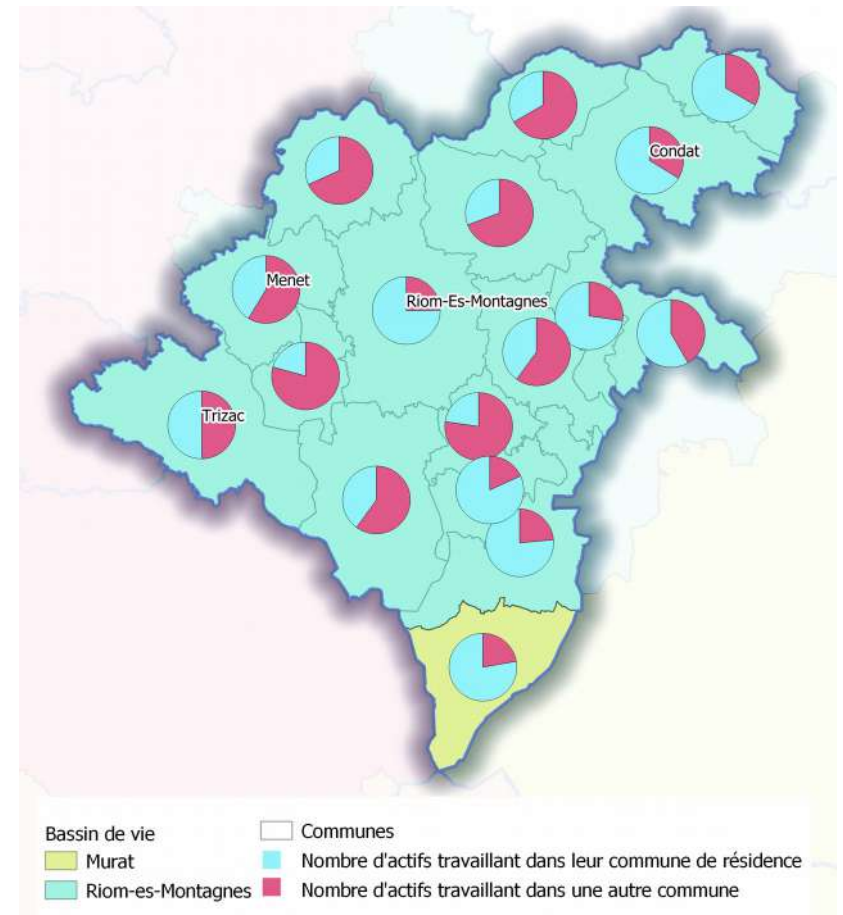 Condat
Menet
Riom-Es-Montagnes
Trizac
Bassin de vie
Murat
Riom-es-Montagnes
Communes
Nombre d'actifs travaillant dans leur commune de résidence
Nombre d'actifs travaillant dans une autre commune